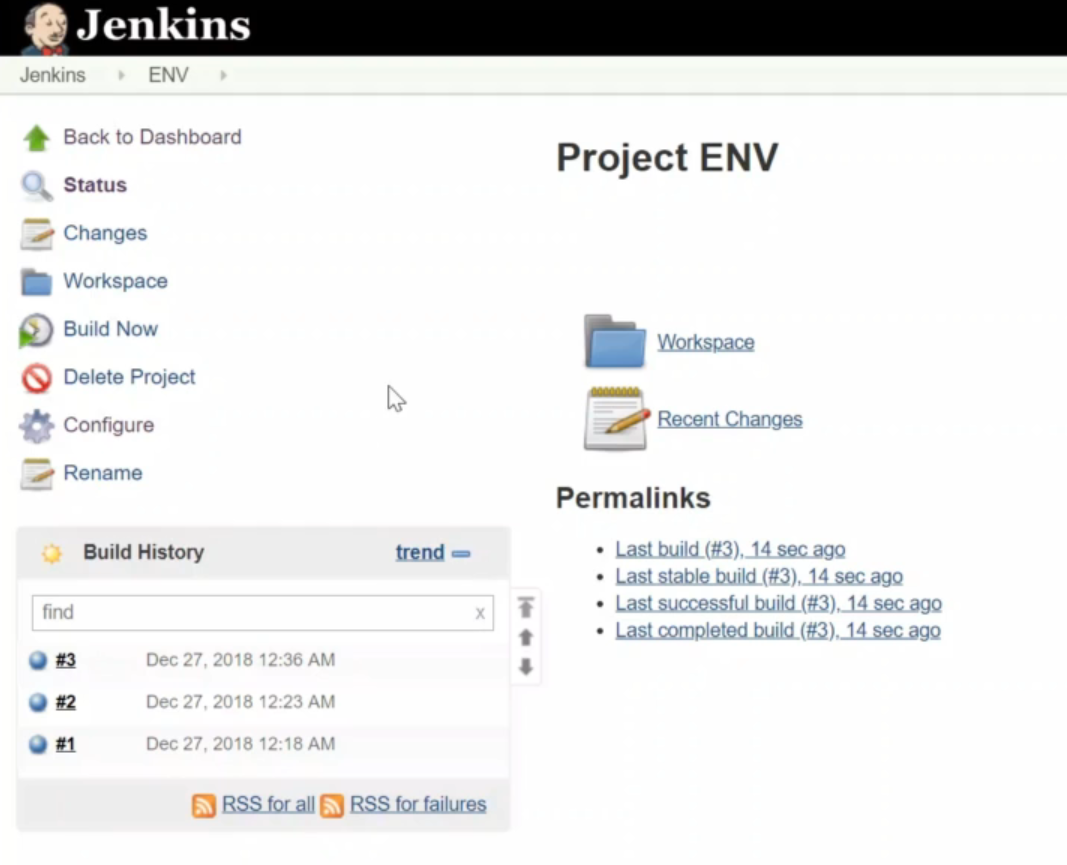 Jenkins
Jenkins ENV
Back to Dashboard
Status
Changes
Workspace
Build Now
Delete Project
Configure
Rename
Build History trend
find x
#3 Dec 27, 2018 12:36 AM
#2 Dec 27, 2018 12:23 AM
#1 Dec 27, 2018 12:18 AM
RSS for all RSS for failures
Project ENV
Workspace
Recent Changes
Permalinks
• Last build (#3), 14 sec ago
• Last stable build (#3), 14 sec ago
• Last successful build (#3), 14 sec ago
• Last completed build (#3), 14 sec ago